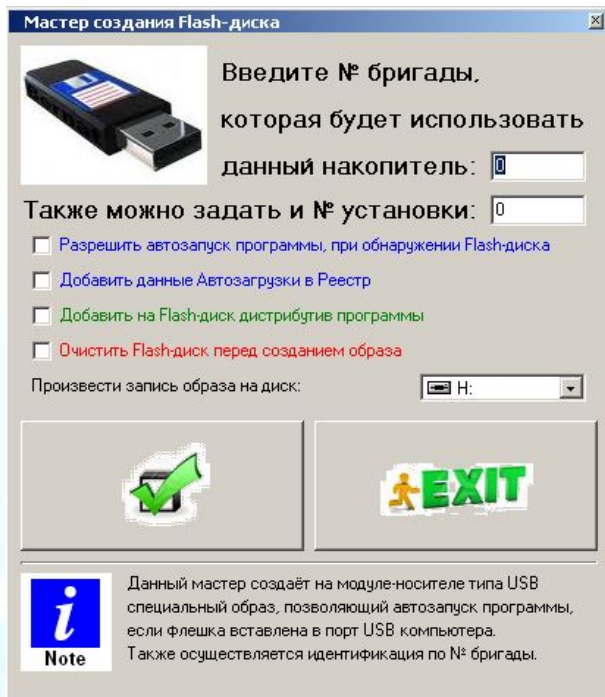 Мастер создания Flash-диска
Введите № бригады,
которая будет использовать
данный накопитель: 0
Также можно задать и № установки: 0
Разрешить автозапуск программы, при обнаружении Flash-диска
Добавить данные Автозагрузки в Реестр
Добавить на Flash-диск дистрибутив программы
Очистить Flash-диск перед созданием образа
Произвести запись образа на диск: H:
EXIT
Данный мастер создаёт на модуле-носителе типа USB
специальный образ, позволяющий автозапуск программы,
если флешка вставлена в порт USB компьютера.
Также осуществляется идентификация по № бригады.
i
Note